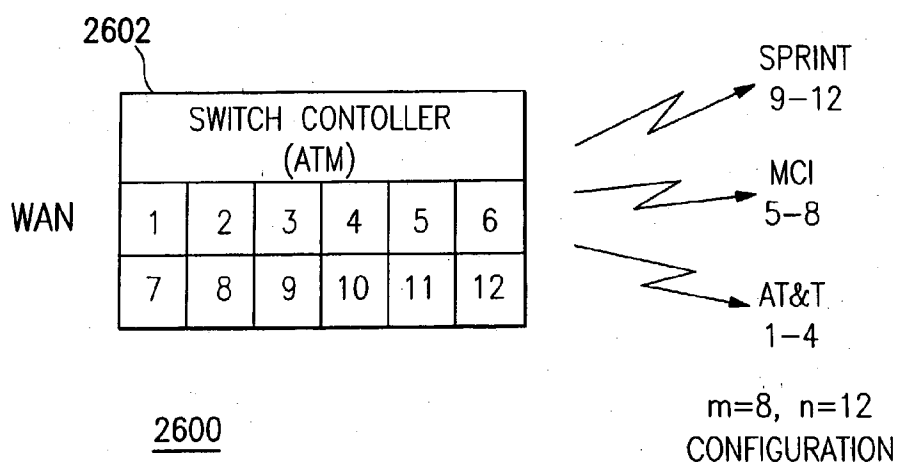 2602
SWITCH CONTOLLER
(ATM)
WAN
1 2 3 4 5 6
7 8 9 10 11 12
SPRINT
9-12
MCI
5-8
AT&T
1-4
2600
m=8, n=12
CONFIGURATION